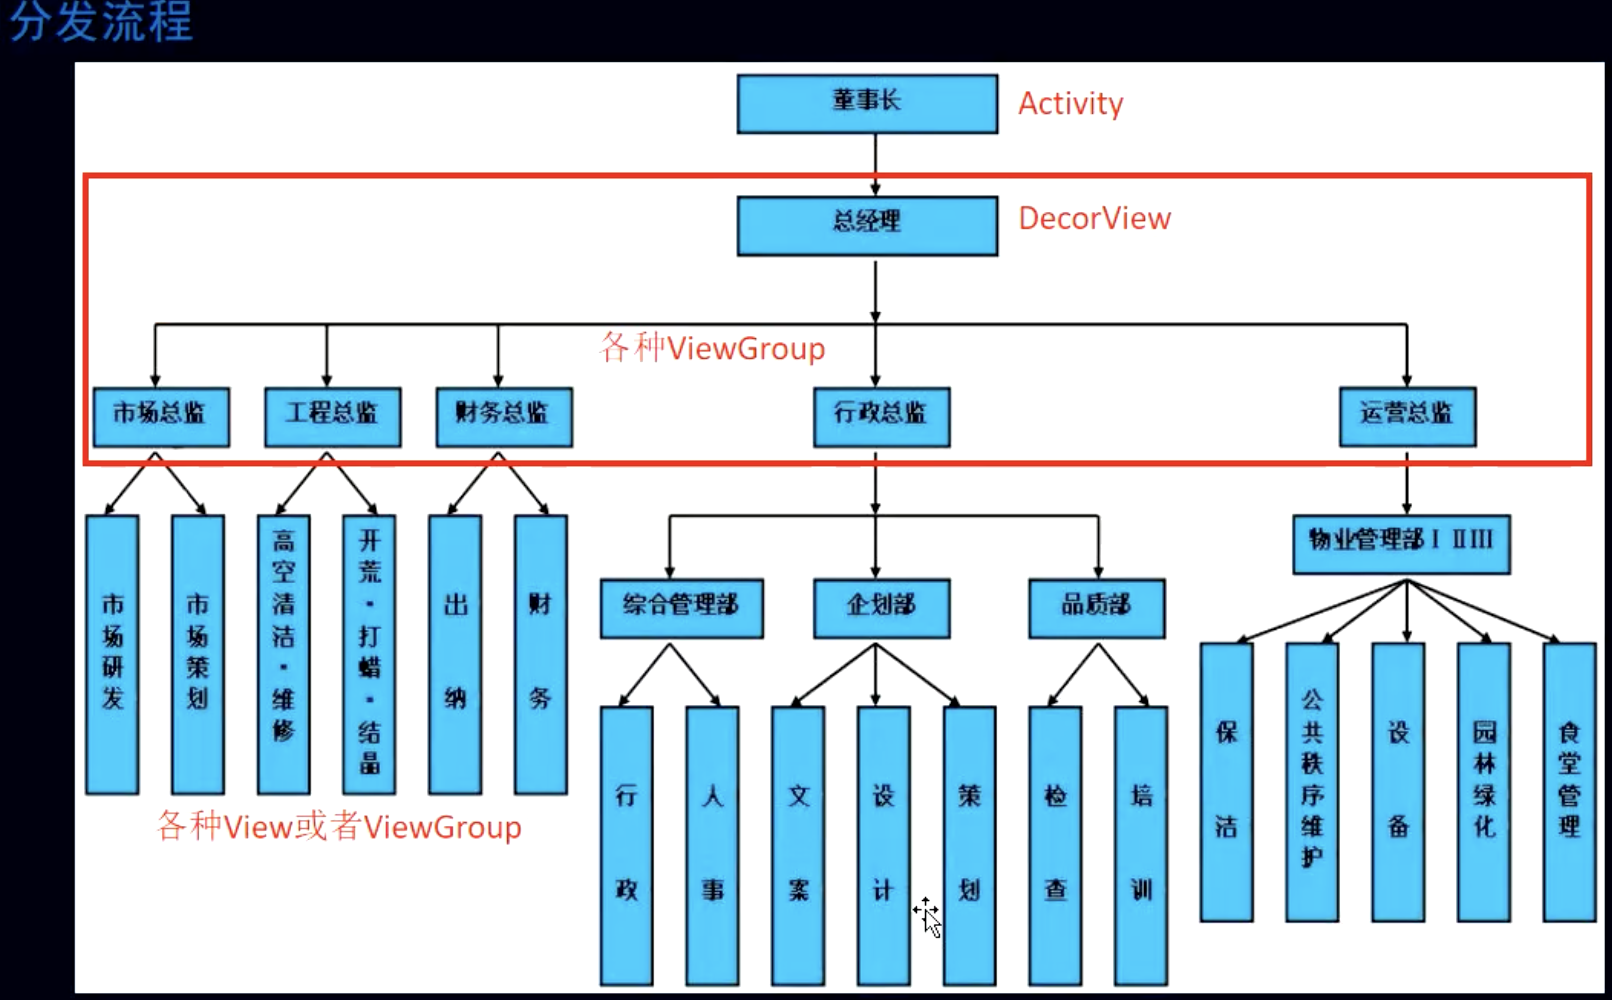 分发流程
董事长
Activity
总经理
DecorView
各种ViewGroup
市场总监
工程总监
财务总监
行政总监
运营总监
市场研发
市场策划
高空清洁·维修
开荒·打蜡·结晶
出纳
财务
综合管理部
企划部
品质部
物业管理部 I II III
各种View或者ViewGroup
行政
人事
文案
设计
策划
检查
培训
保洁
公共秩序维护
设备
园林绿化
食堂管理